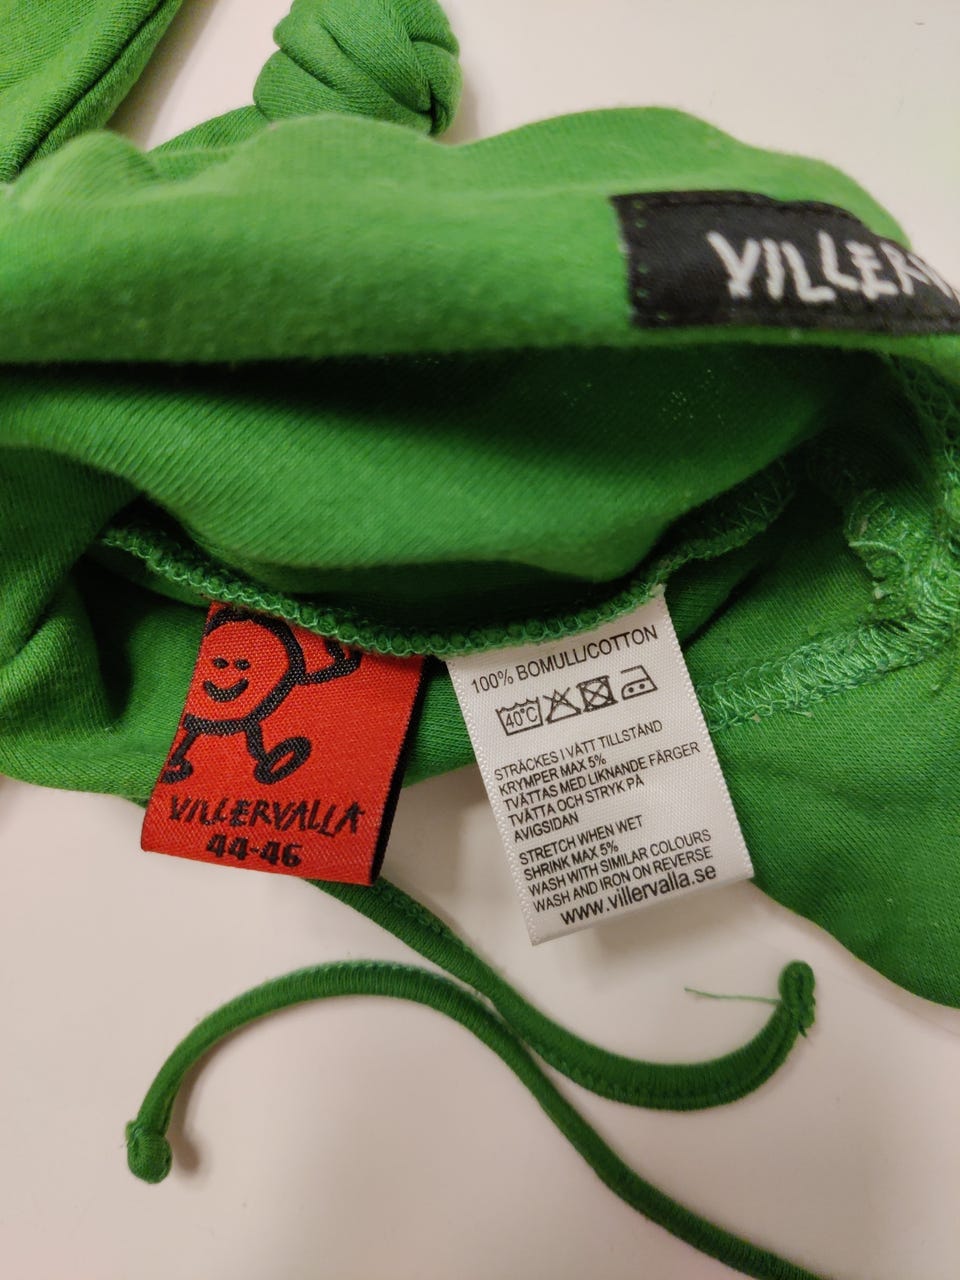 VILLER
VILLERVALLA
44-46
100% BOMULL/COTTON
40°C
STRÄCKES I VÅTT TILLSTÅND
KRYMPER MAX 5%
TVÄTTAS MED LIKNANDE FÄRGER
TVÄTTA OCH STRYK PÅ
AVIGSIDAN
STRETCH WHEN WET
SHRINK MAX 5%
WASH WITH SIMILAR COLOURS
WASH AND IRON ON REVERSE
www.villervalla.se